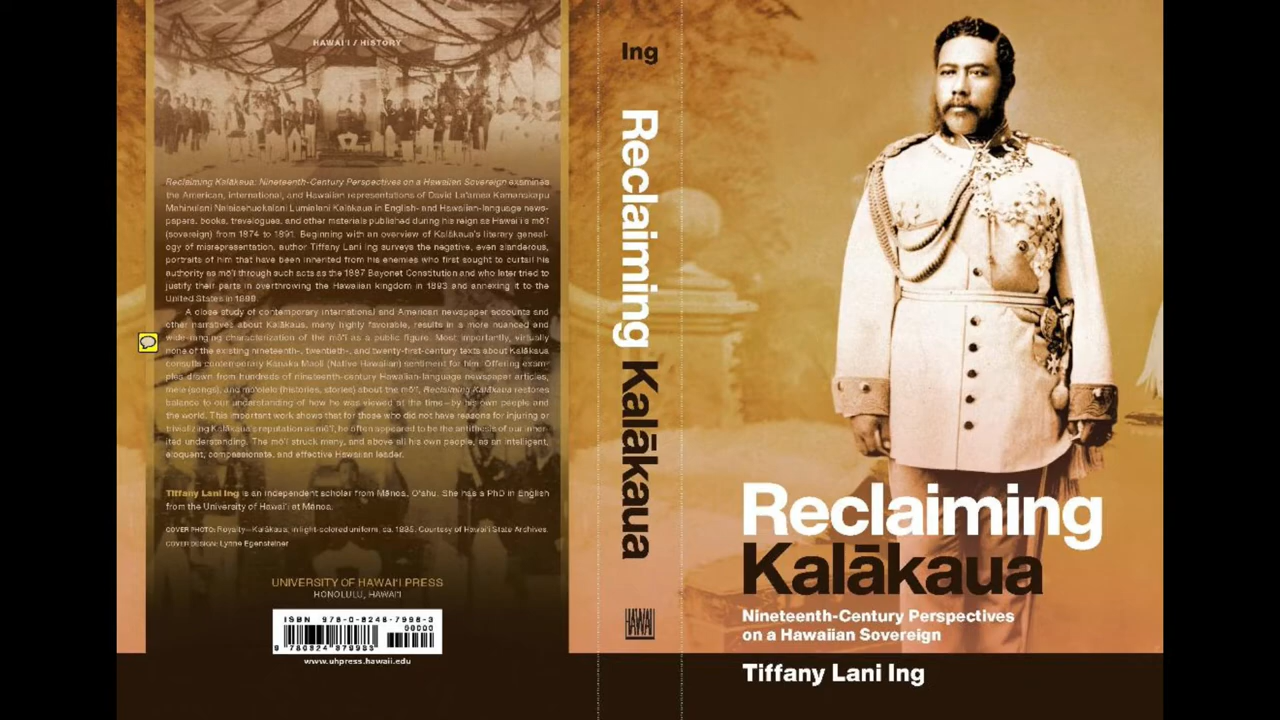 HAWAI‘I / HISTORY
Reclaiming Kalākaua: Nineteenth-Century Perspectives on a Hawaiian Sovereign examines
the American, international, and Hawaiian representations of David La‘amea Kamanakapu
Mahinulani Kalākaua in English- and Hawaiian-language news-
papers, books, travelogues, and other materials published during his reign as Hawai‘i’s mō‘ī
(sovereign) from 1874 to 1891. Beginning with an overview of Kalākaua’s literary geneal-
ogy of misrepresentation, author Tiffany Lani Ing surveys the negative, even slanderous,
portraits of him that have been inherited from his enemies who first sought to curtail his
authority as mō‘ī through such acts as the 1887 Bayonet Constitution and who later tried to
justify their parts in overthrowing the Hawaiian kingdom in 1893 and annexing it to the
United States in 1898.
A close study of contemporary international and American newspaper accounts and
other narratives about Kalākaua, many highly favorable, results in a more nuanced and
wide-ranging characterization of the mō‘ī as a public figure. Most importantly, virtually
none of the existing nineteenth-, twentieth-, and twenty-first-century texts about Kalākaua
consults contemporary Kanaka Maoli (Native Hawaiian) sentiment for him. Offering exam-
ples drawn from hundreds of nineteenth-century Hawaiian-language newspaper articles,
mele (songs), and mo‘olelo (histories, stories) about the mō‘ī, Reclaiming Kalākaua restores
balance to our understanding of how he was viewed at the time—by his own people and
the world. This important work shows that for those who did not have reasons for injuring or
trivializing Kalākaua’s reputation as mō‘ī, he often appeared to be the antithesis of our inher-
ited understanding. The mō‘ī struck many, and above all his own people, as an intelligent,
eloquent, compassionate, and effective Hawaiian leader.
Tiffany Lani Ing is an independent scholar from Mānoa, O‘ahu. She has a PhD in English
from the University of Hawai‘i at Mānoa.
COVER PHOTO: Royalty—Kalākaua, in light-colored uniform, ca. 1885. Courtesy of Hawai‘i State Archives.
COVER DESIGN: Lynne Egensteiner
UNIVERSITY OF HAWAI‘I PRESS
HONOLULU, HAWAI‘I
ISBN 978-0-8248-7998-3
00000
9 780824 879983
www.uhpress.hawaii.edu
Ing
Reclaiming Kalākaua
HAWAI‘I
Reclaiming
Kalākaua
Nineteenth-Century Perspectives
on a Hawaiian Sovereign
Tiffany Lani Ing